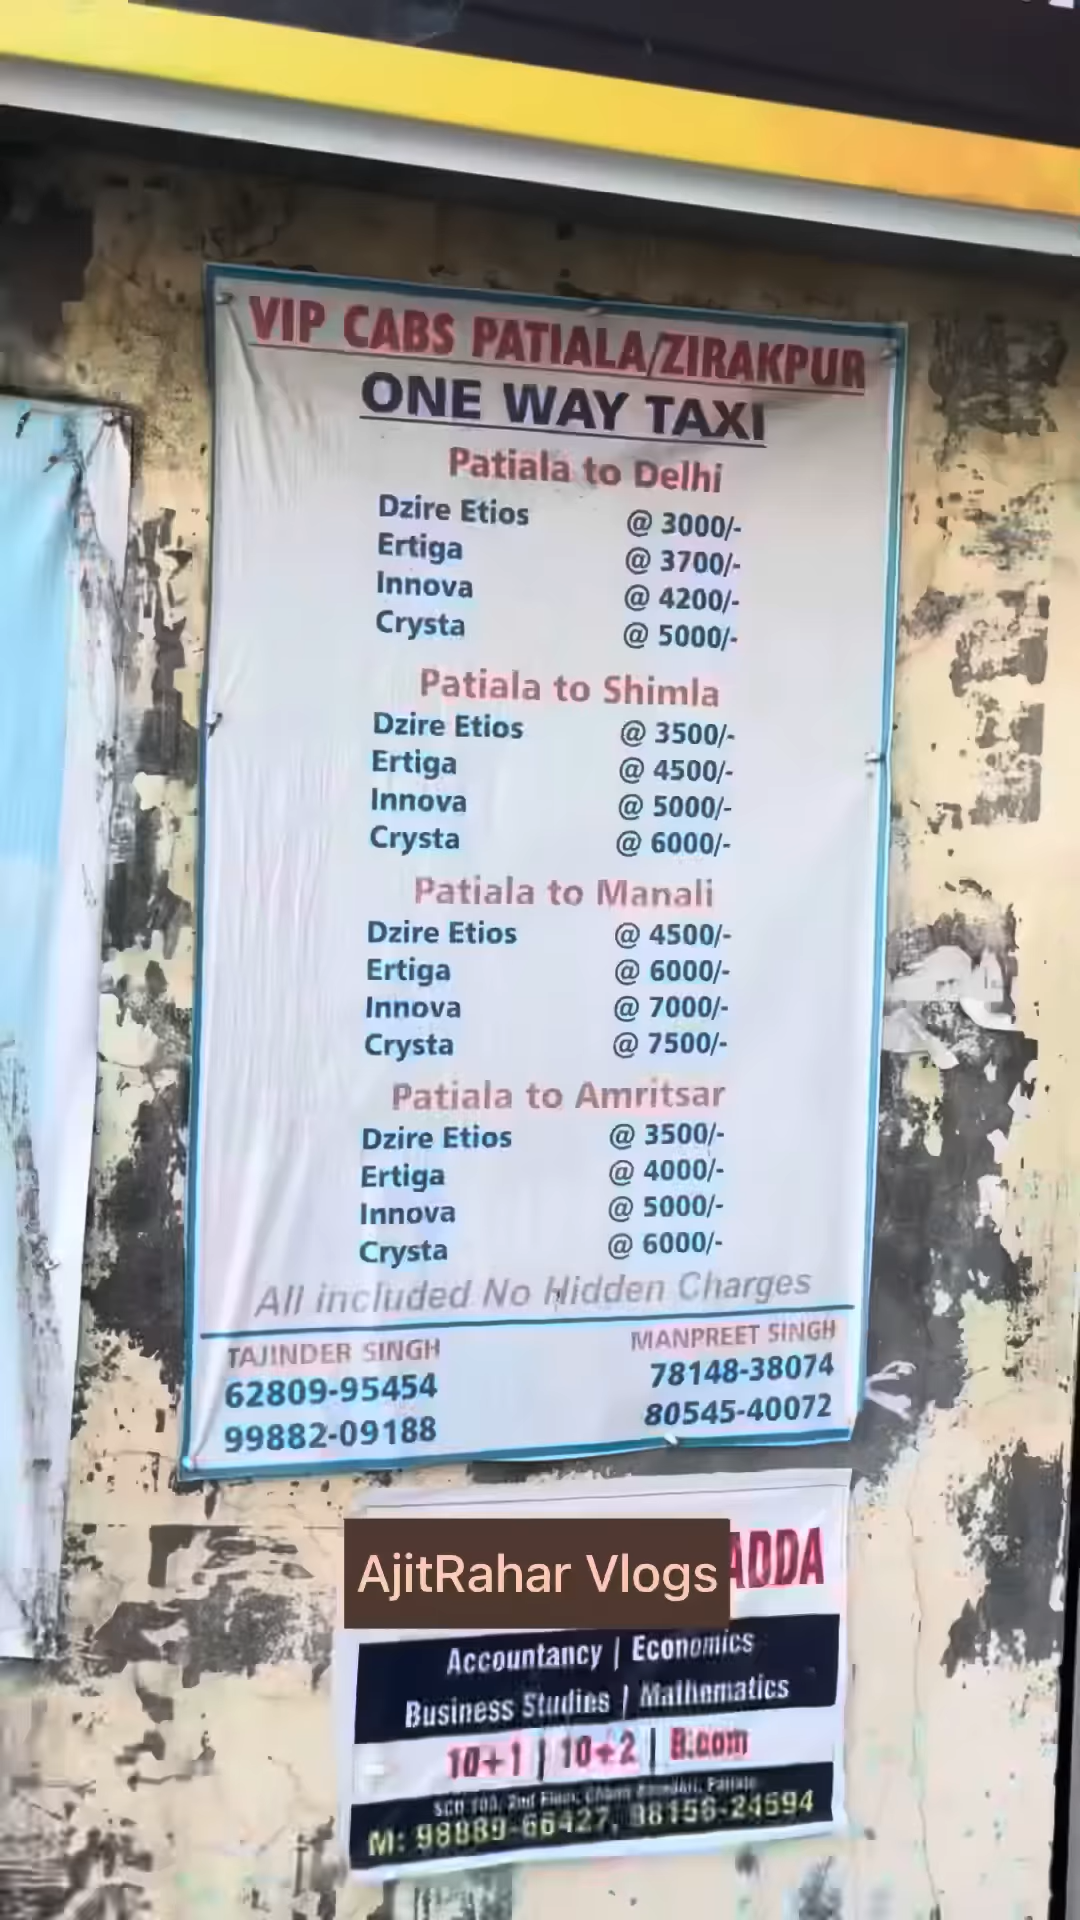 VIP CABS PATIALA/ZIRAKPUR
ONE WAY TAXI
Patiala to Delhi
Dzire Etios @ 3000/-
Ertiga @ 3700/-
Innova @ 4200/-
Crysta @ 5000/-
Patiala to Shimla
Dzire Etios @ 3500/-
Ertiga @ 4500/-
Innova @ 5000/-
Crysta @ 6000/-
Patiala to Manali
Dzire Etios @ 4500/-
Ertiga @ 6000/-
Innova @ 7000/-
Crysta @ 7500/-
Patiala to Amritsar
Dzire Etios @ 3500/-
Ertiga @ 4000/-
Innova @ 5000/-
Crysta @ 6000/-
All included No Hidden Charges
TAJINDER SINGH MANPREET SINGH
62809-95454 78148-38074
99882-09188 80545-40072
AjitRahar Vlogs ADDA
Accountancy | Economics
Business Studies | Mathematics
10+1 | 10+2 | B.com
2nd Floor, Patiala
M: 98889-66427, 98156-24594